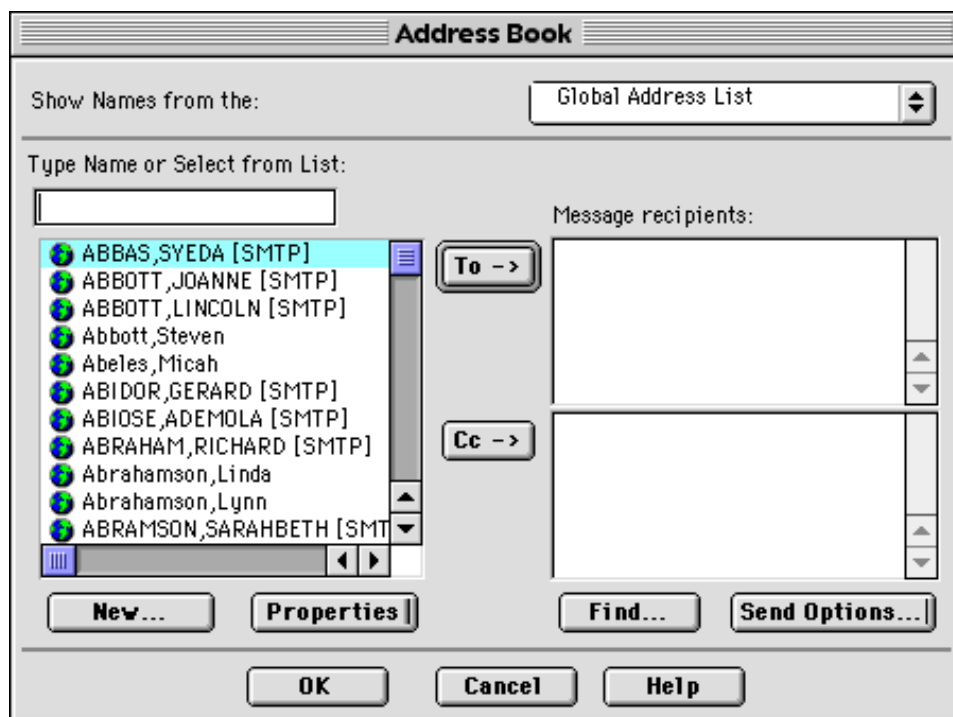 Address Book
Show Names from the:
Global Address List
Type Name or Select from List:
Message recipients:
ABBAS,SYEDA [SMTP]
ABBOTT,JOANNE [SMTP]
ABBOTT,LINCOLN [SMTP]
Abbott,Steven
Abeles,Micah
ABIDOR,GERARD [SMTP]
ABIOSE,ADEMOLA [SMTP]
ABRAHAM,RICHARD [SMTP]
Abrahamson,Linda
Abrahamson,Lynn
ABRAMSON,SARAHBETH [SMT
To ->
Cc ->
New...
Properties
Find...
Send Options...
OK
Cancel
Help